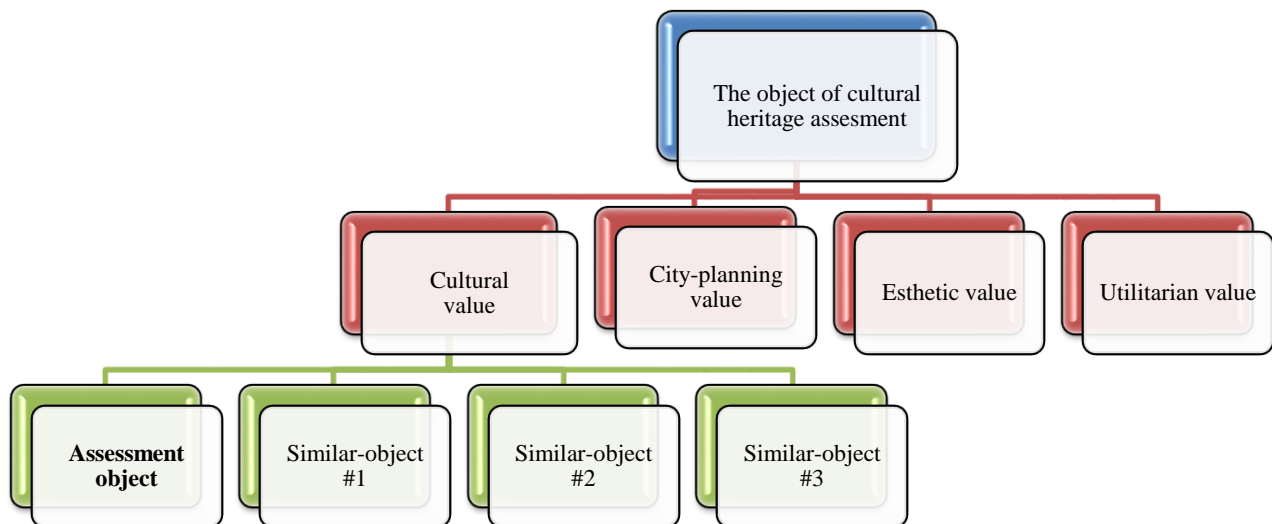 The object of cultural
heritage assesment
Cultural
value
City-planning
value
Esthetic value
Utilitarian value
Assessment
object
Similar-object
#1
Similar-object
#2
Similar-object
#3